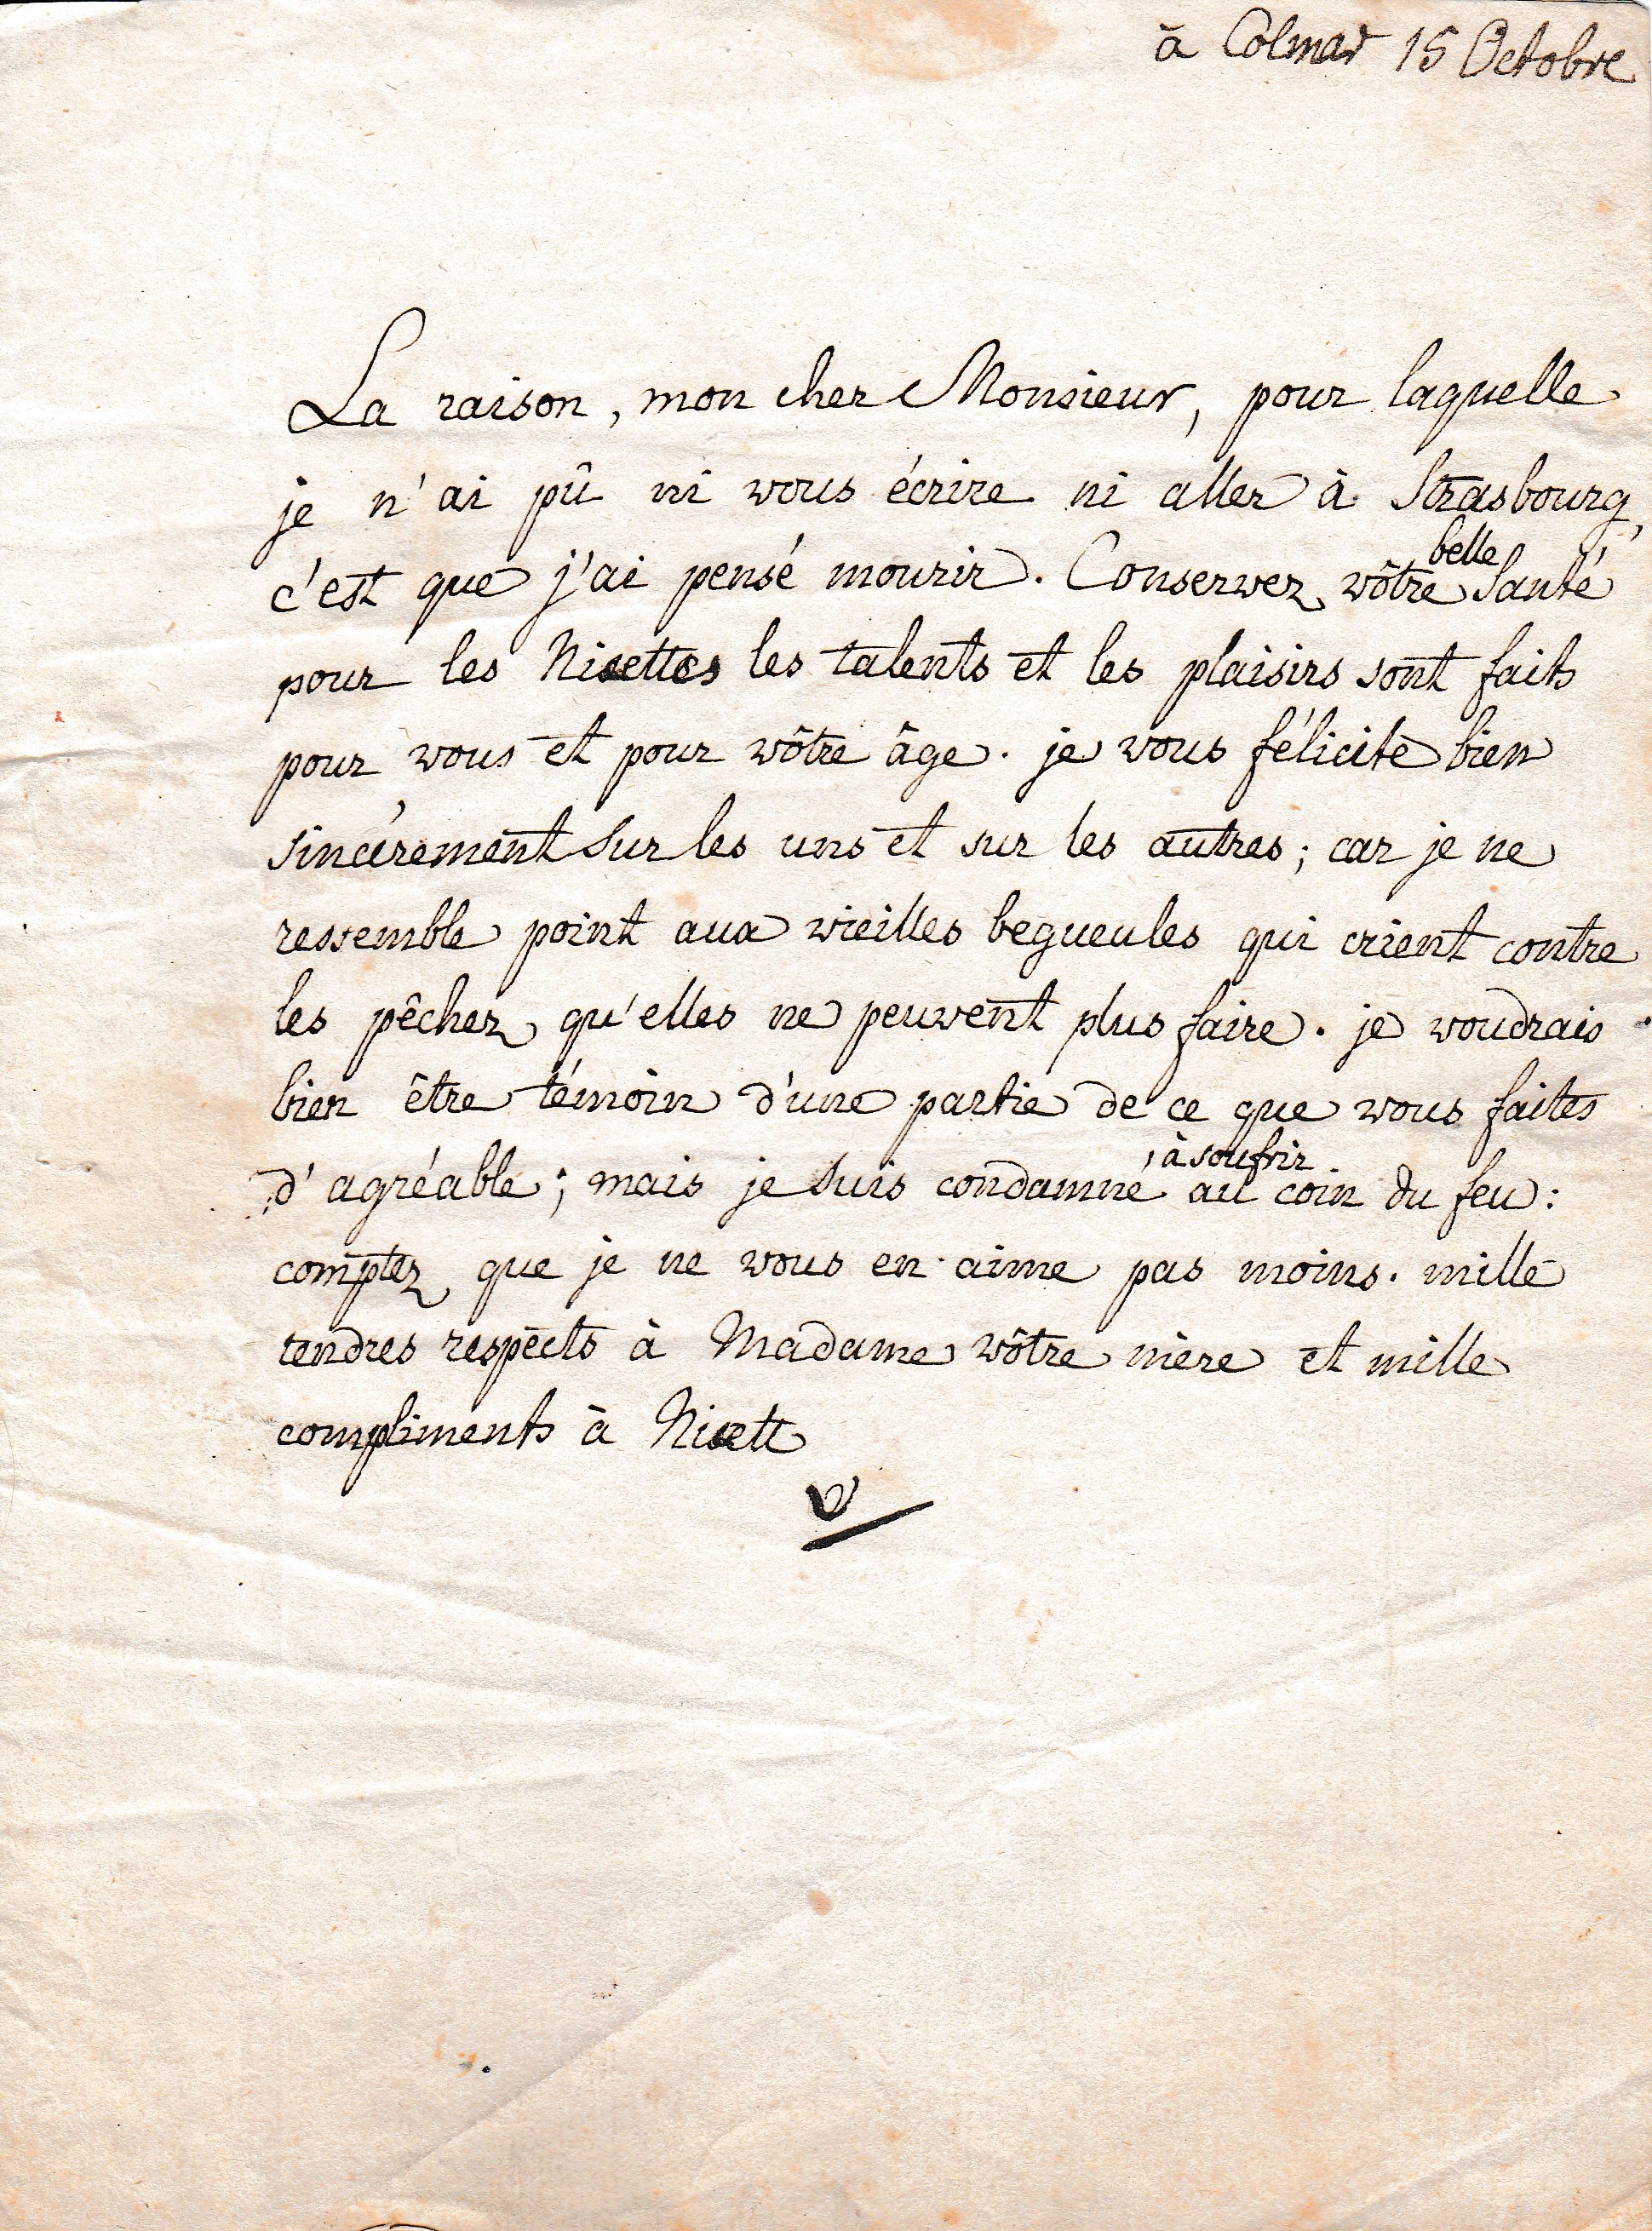 à Colmar 15 Octobre
La raison, mon cher Monsieur, pour laquelle
je n'ai pû ni vous écrire ni aller à Strasbourg,
belle
c'est que j'ai pensé mourir. Conservez vôtre Santé
pour les Nisettes les talents et les plaisirs sont faits
pour vous et pour vôtre âge. je vous félicite bien
sincérement sur les uns et sur les autres; car je ne
ressemble point aux vieilles begueules qui crient contre
les pêchez qu'elles ne peuvent plus faire. je voudrais
bien être témoin d'une partie de ce que vous faites
à soufrir
d'agréable; mais je suis condamné au coin du feu:
comptez que je ne vous en aime pas moins. mille
tendres respects à Madame vôtre mère et mille
compliments à Nisett
V